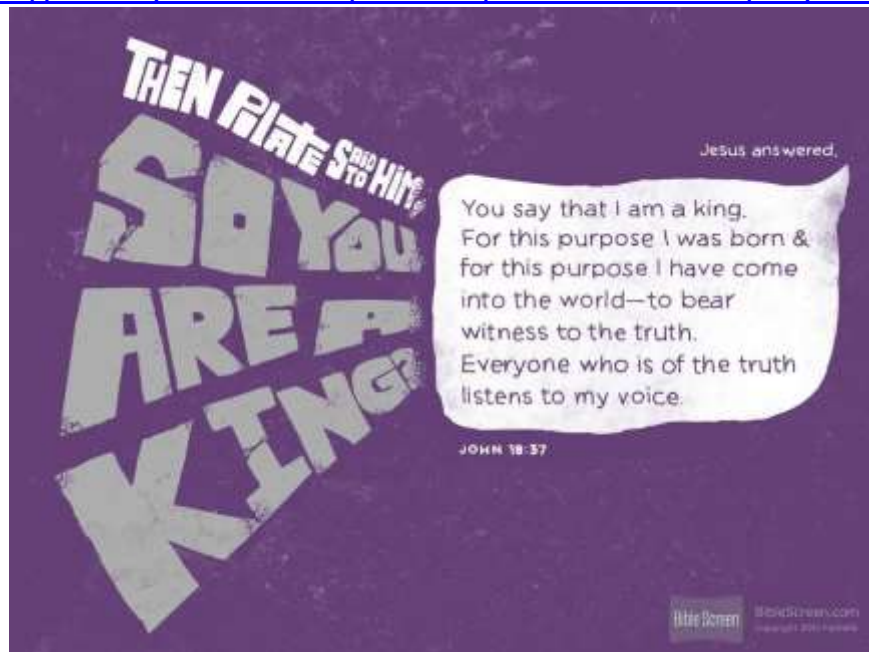 THEN PILATE SAID TO HIM,
SO YOU
ARE A
KING?
Jesus answered,
You say that I am a king.
For this purpose I was born &
for this purpose I have come
into the world—to bear
witness to the truth.
Everyone who is of the truth
listens to my voice.
JOHN 18:37
Bible Screen
BibleScreen.com